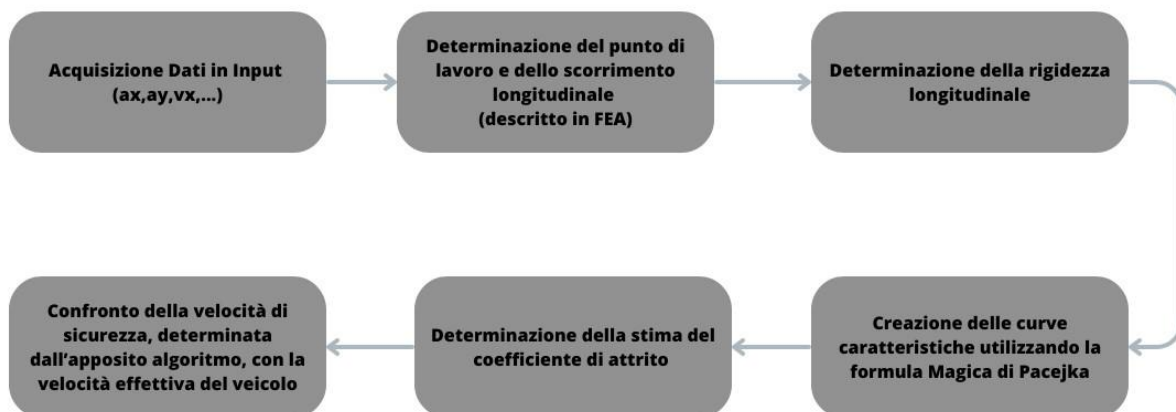 Acquisizione Dati in Input
(ax,ay,vx,...)
Determinazione del punto di
lavoro e dello scorrimento
longitudinale
(descritto in FEA)
Determinazione della rigidezza
longitudinale
Creazione delle curve
caratteristiche utilizzando la
formula Magica di Pacejka
Determinazione della stima del
coefficiente di attrito
Confronto della velocità di
sicurezza, determinata
dall’apposito algoritmo, con la
velocità effettiva del veicolo